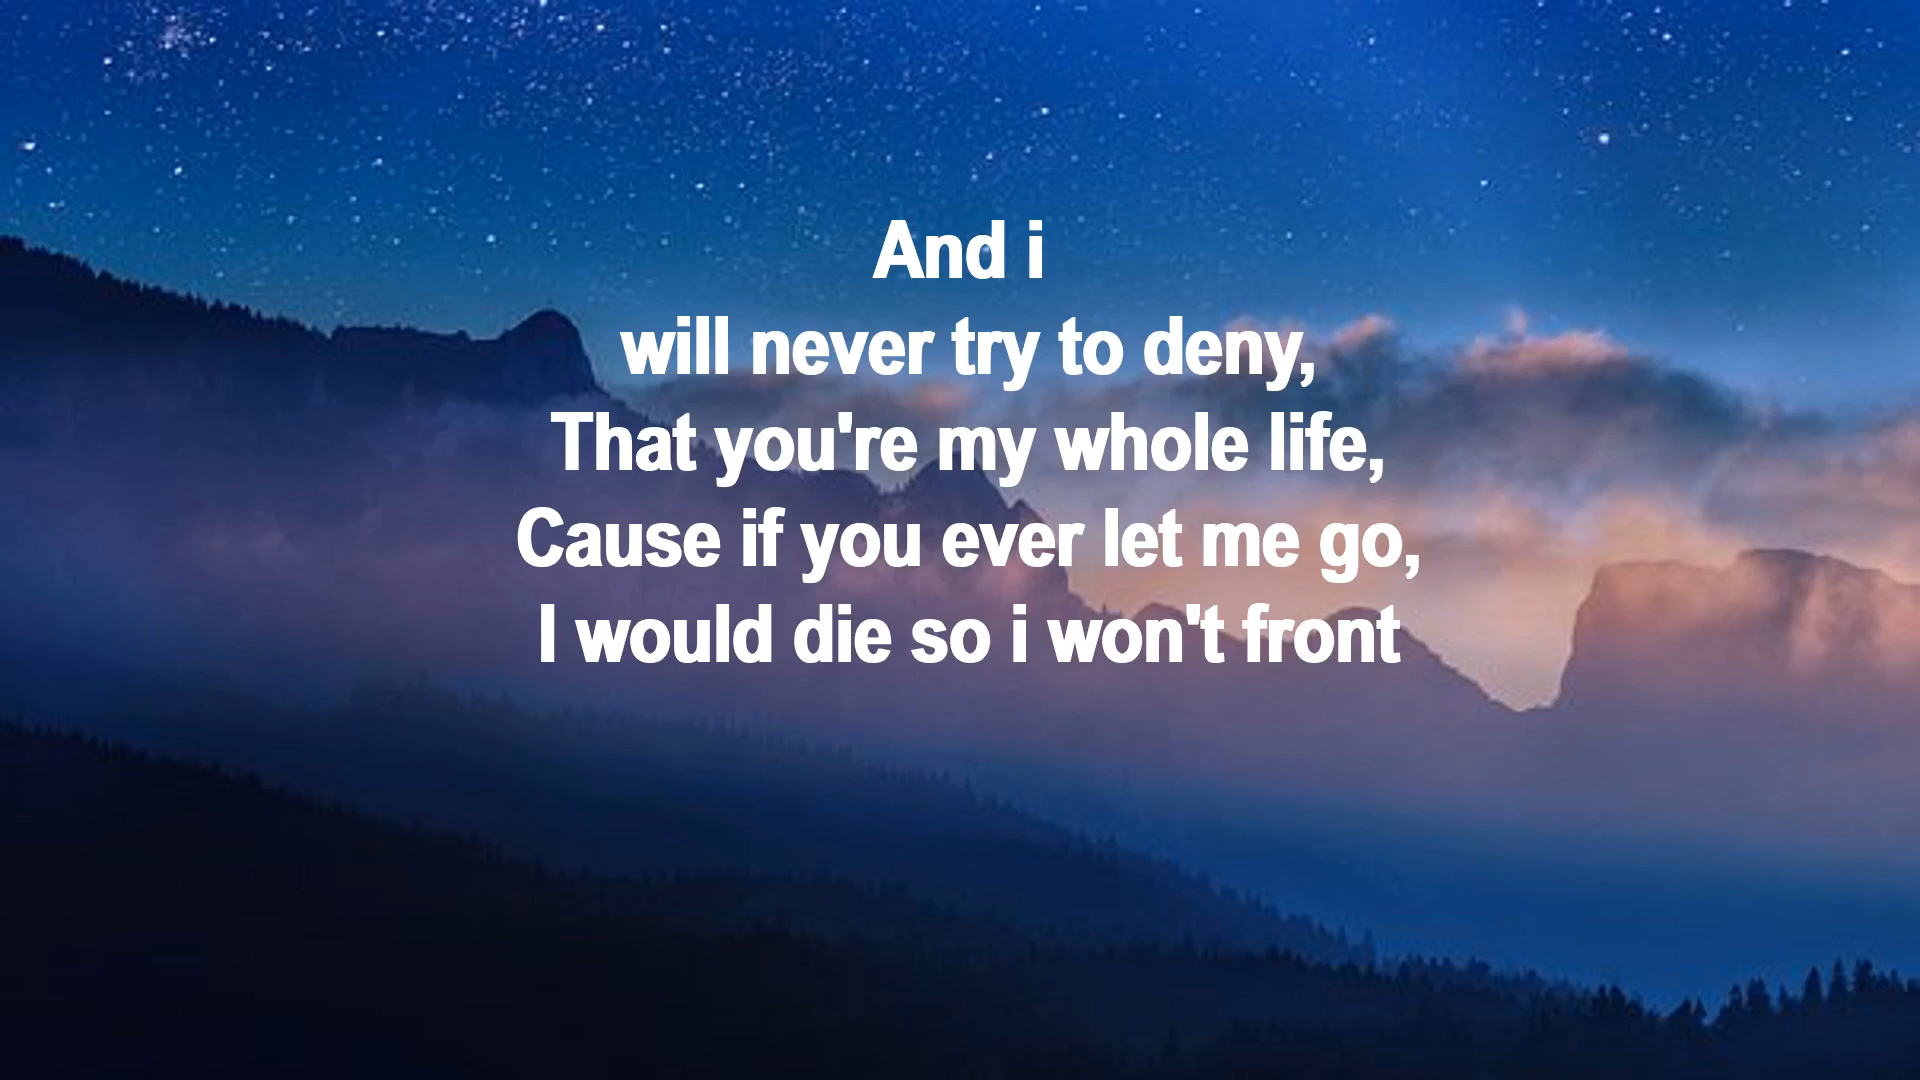 And i
will never try to deny,
That you're my whole life,
Cause if you ever let me go,
I would die so i won't front